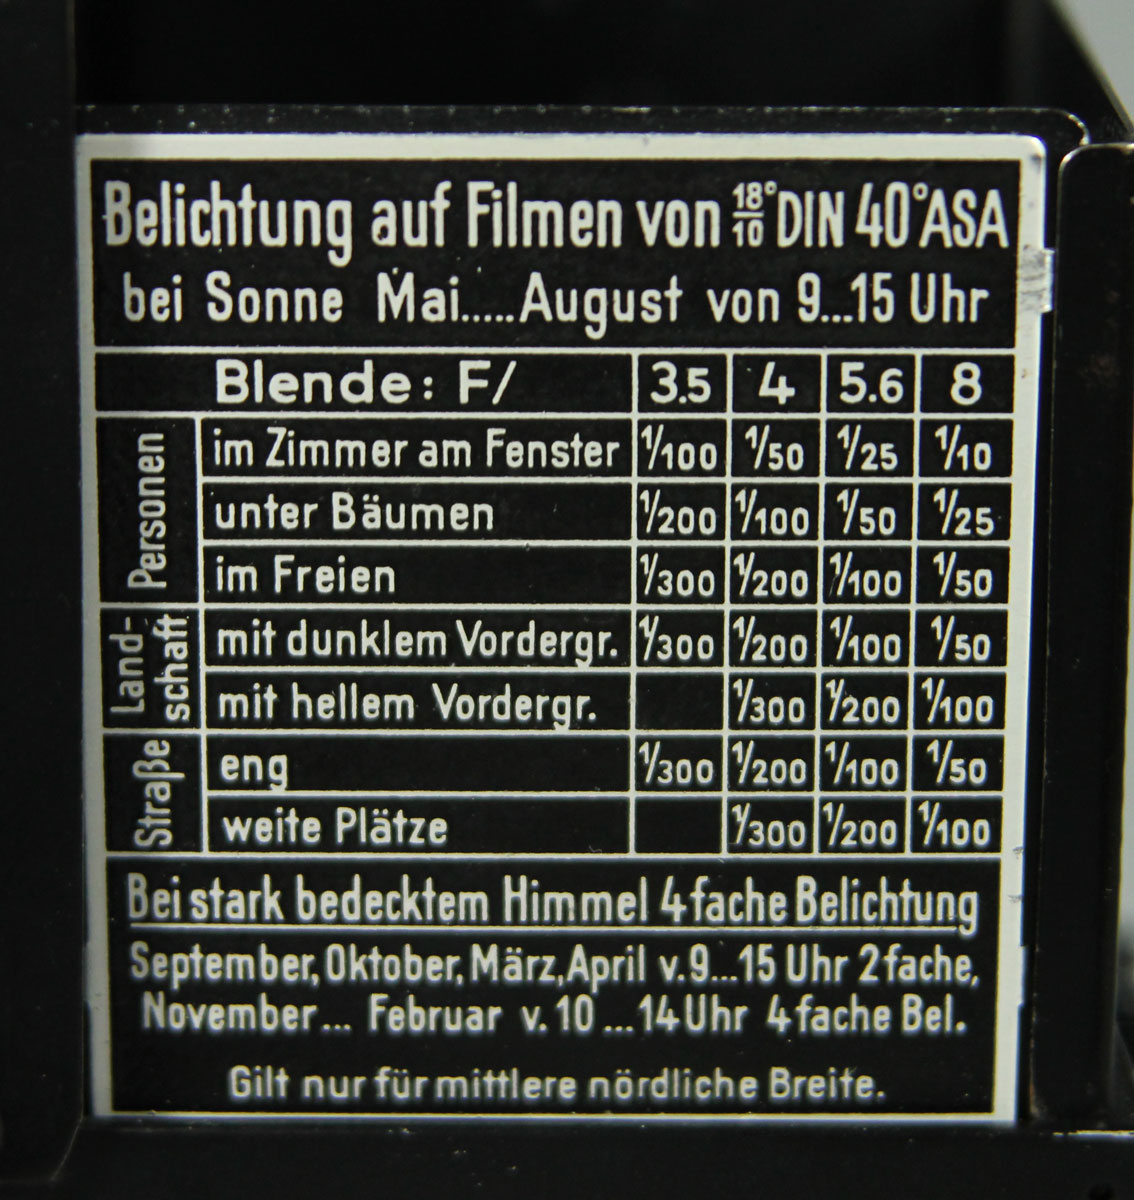 Belichtung auf Filmen von 18/10° DIN 40° ASA
bei Sonne Mai.....August von 9...15 Uhr
Blende: F/ 3.5 4 5.6 8
Personen
im Zimmer am Fenster 1/100 1/50 1/25 1/10
unter Bäumen 1/200 1/100 1/50 1/25
im Freien 1/300 1/200 1/100 1/50
Land-
schaft
mit dunklem Vordergr. 1/300 1/200 1/100 1/50
mit hellem Vordergr. 1/300 1/200 1/100
Straße
eng 1/300 1/200 1/100 1/50
weite Plätze 1/300 1/200 1/100
Bei stark bedecktem Himmel 4fache Belichtung
September, Oktober, März, April v. 9...15 Uhr 2fache,
November... Februar v. 10 ...14 Uhr 4fache Bel.
Gilt nur für mittlere nördliche Breite.